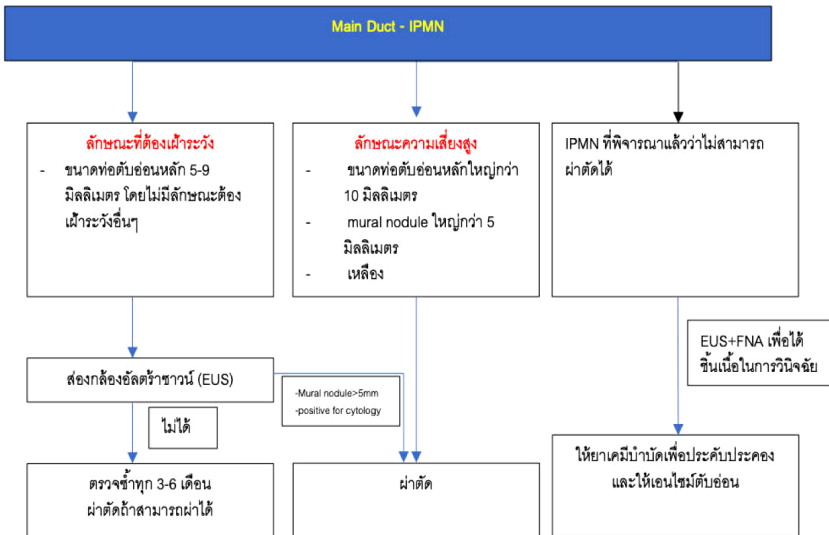 Main Duct - IPMN
ลักษณะที่ต้องเฝ้าระวัง
- ขนาดท่อตับอ่อนหลัก 5-9
มิลลิเมตร โดยไม่มีลักษณะต้อง
เฝ้าระวังอื่นๆ
ลักษณะความเสี่ยงสูง
- ขนาดท่อตับอ่อนหลักใหญ่กว่า
10 มิลลิเมตร
- mural nodule ใหญ่กว่า 5
มิลลิเมตร
- เหลือง
IPMN ที่พิจารณาแล้วว่าไม่สามารถ
ผ่าตัดได้
ส่องกล้องอัลตร้าซาวน์ (EUS)
-Mural nodule>5mm
-positive for cytology
EUS+FNA เพื่อได้
ชิ้นเนื้อในการวินิจฉัย
ไม่ได้
ตรวจซ้ำทุก 3-6 เดือน
ผ่าตัดถ้าสามารถผ่าได้
ผ่าตัด
ให้ยาเคมีบำบัดเพื่อประคับประคอง
และให้เอนไซม์ตับอ่อน